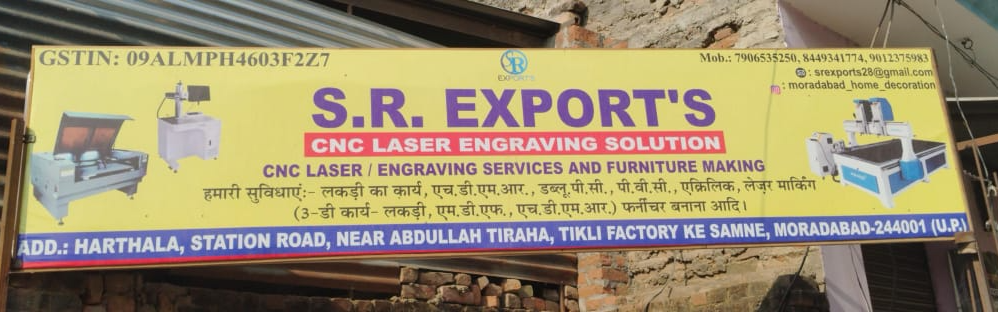 GSTIN: 09ALMPH4603F2Z7
SR
EXPORTS
Mob.: 7906535250, 8449341774, 9012375983
: srexports28@gmail.com
: moradabad_home_decoration
S.R. EXPORT'S
CNC LASER ENGRAVING SOLUTION
CNC LASER / ENGRAVING SERVICES AND FURNITURE MAKING
हमारी सुविधाएं:- लकड़ी का कार्य, एच.डी.एम.आर., डब्लू.पी.सी., पी.वी.सी., एक्रिलिक, लेज़र मार्किंग
(3-डी कार्य- लकड़ी, एम.डी.एफ., एच.डी.एम.आर.) फर्नीचर बनाना आदि।
ADD.: HARTHALA, STATION ROAD, NEAR ABDULLAH TIRAHA, TIKLI FACTORY KE SAMNE, MORADABAD-244001 (U.P.)